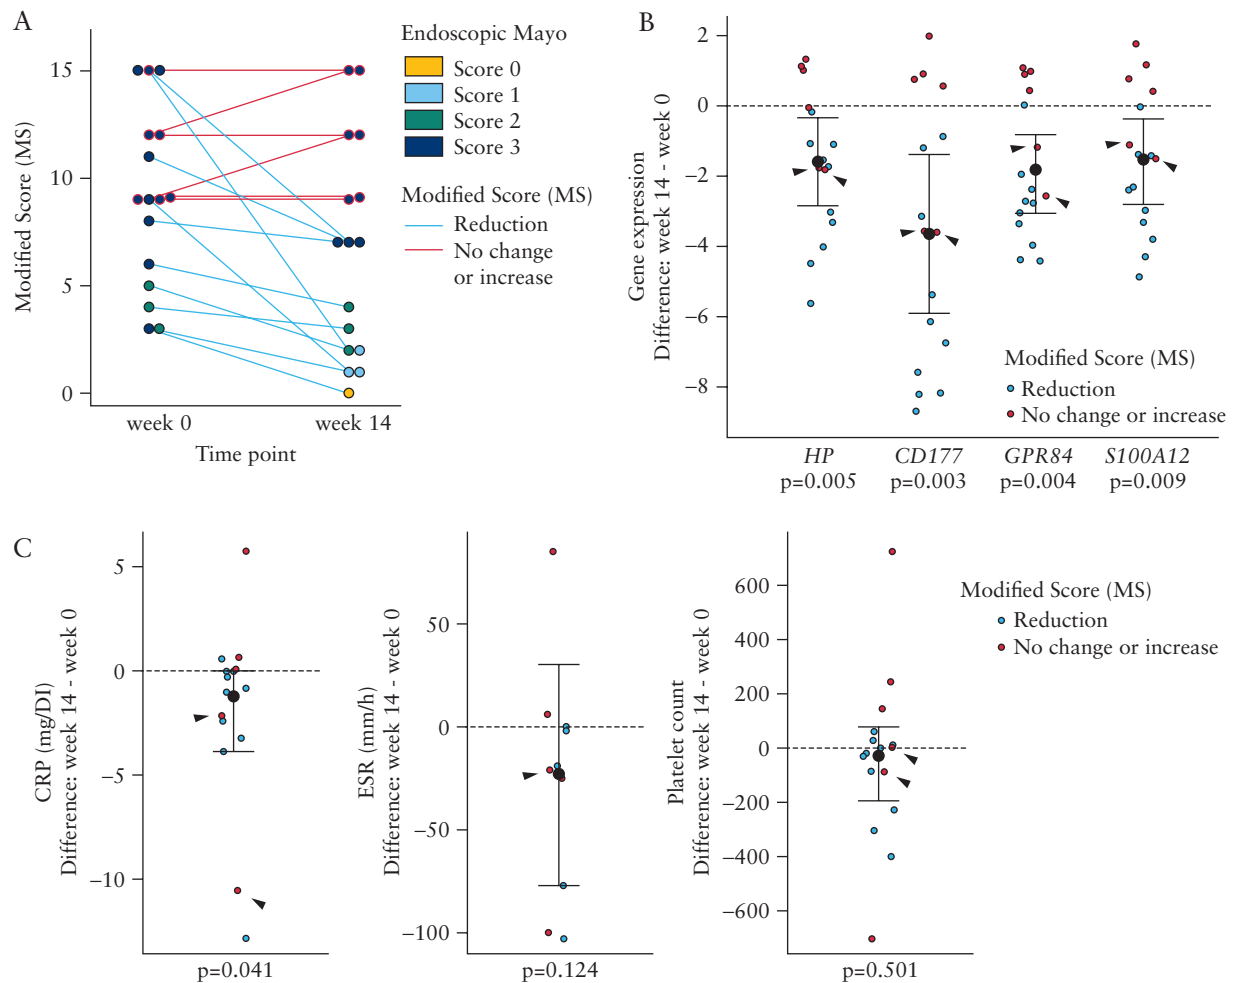 A
Modified Score (MS)
15
10
5
0
week 0
week 14
Time point
Endoscopic Mayo
Score 0
Score 1
Score 2
Score 3
Modified Score (MS)
Reduction
No change
or increase
B
Gene expression
Difference: week 14 - week 0
2
0
−2
−4
−6
−8
Modified Score (MS)
Reduction
No change or increase
HP
CD177
GPR84
S100A12
p=0.005
p=0.003
p=0.004
p=0.009
C
CRP (mg/DI)
Difference: week 14 - week 0
5
0
−5
−10
p=0.041
ESR (mm/h)
Difference: week 14 - week 0
50
0
−50
−100
p=0.124
Platelet count
Difference: week 14 - week 0
600
400
200
0
−200
−400
−600
p=0.501
Modified Score (MS)
Reduction
No change or increase